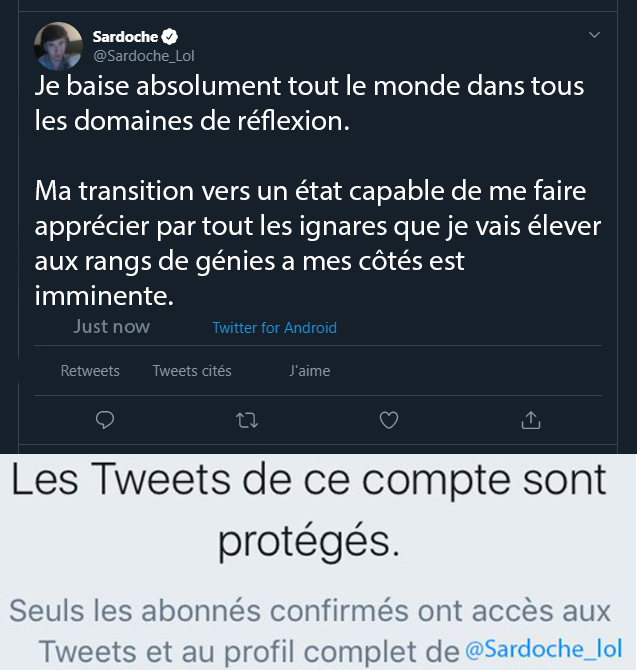 Sardoche
@Sardoche_Lol
Je baise absolument tout le monde dans tous
les domaines de réflexion.
Ma transition vers un état capable de me faire
apprécier par tout les ignares que je vais élever
aux rangs de génies a mes côtés est
imminente.
Just now Twitter for Android
Retweets Tweets cités J'aime
Les Tweets de ce compte sont
protégés.
Seuls les abonnés confirmés ont accès aux
Tweets et au profil complet de @Sardoche_lol